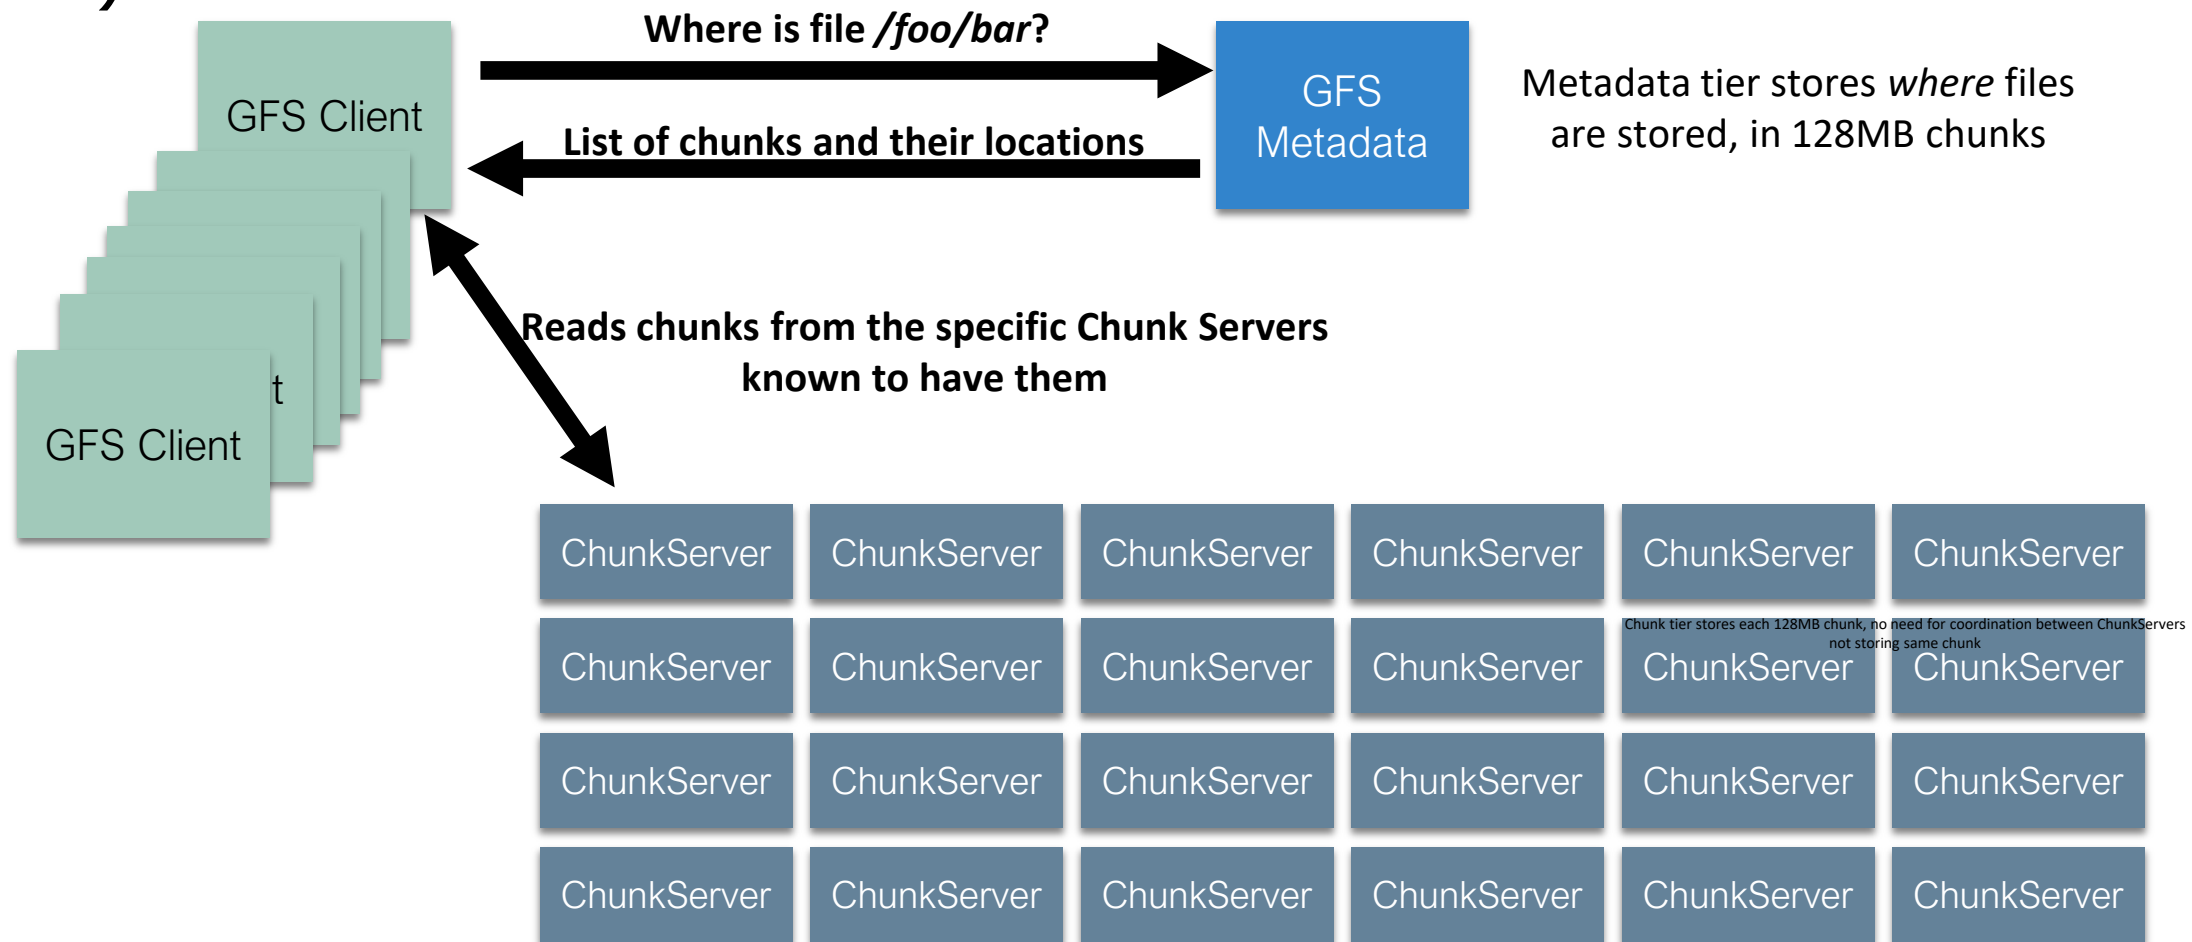 Where is file /foo/bar?
GFS Client
List of chunks and their locations
GFS
Metadata
Metadata tier stores where files
are stored, in 128MB chunks
Reads chunks from the specific Chunk Servers
known to have them
t
GFS Client
ChunkServer ChunkServer ChunkServer ChunkServer ChunkServer ChunkServer
Chunk tier stores each 128MB chunk, no need for coordination between ChunkServers
not storing same chunk
ChunkServer ChunkServer ChunkServer ChunkServer ChunkServer ChunkServer
ChunkServer ChunkServer ChunkServer ChunkServer ChunkServer ChunkServer
ChunkServer ChunkServer ChunkServer ChunkServer ChunkServer ChunkServer